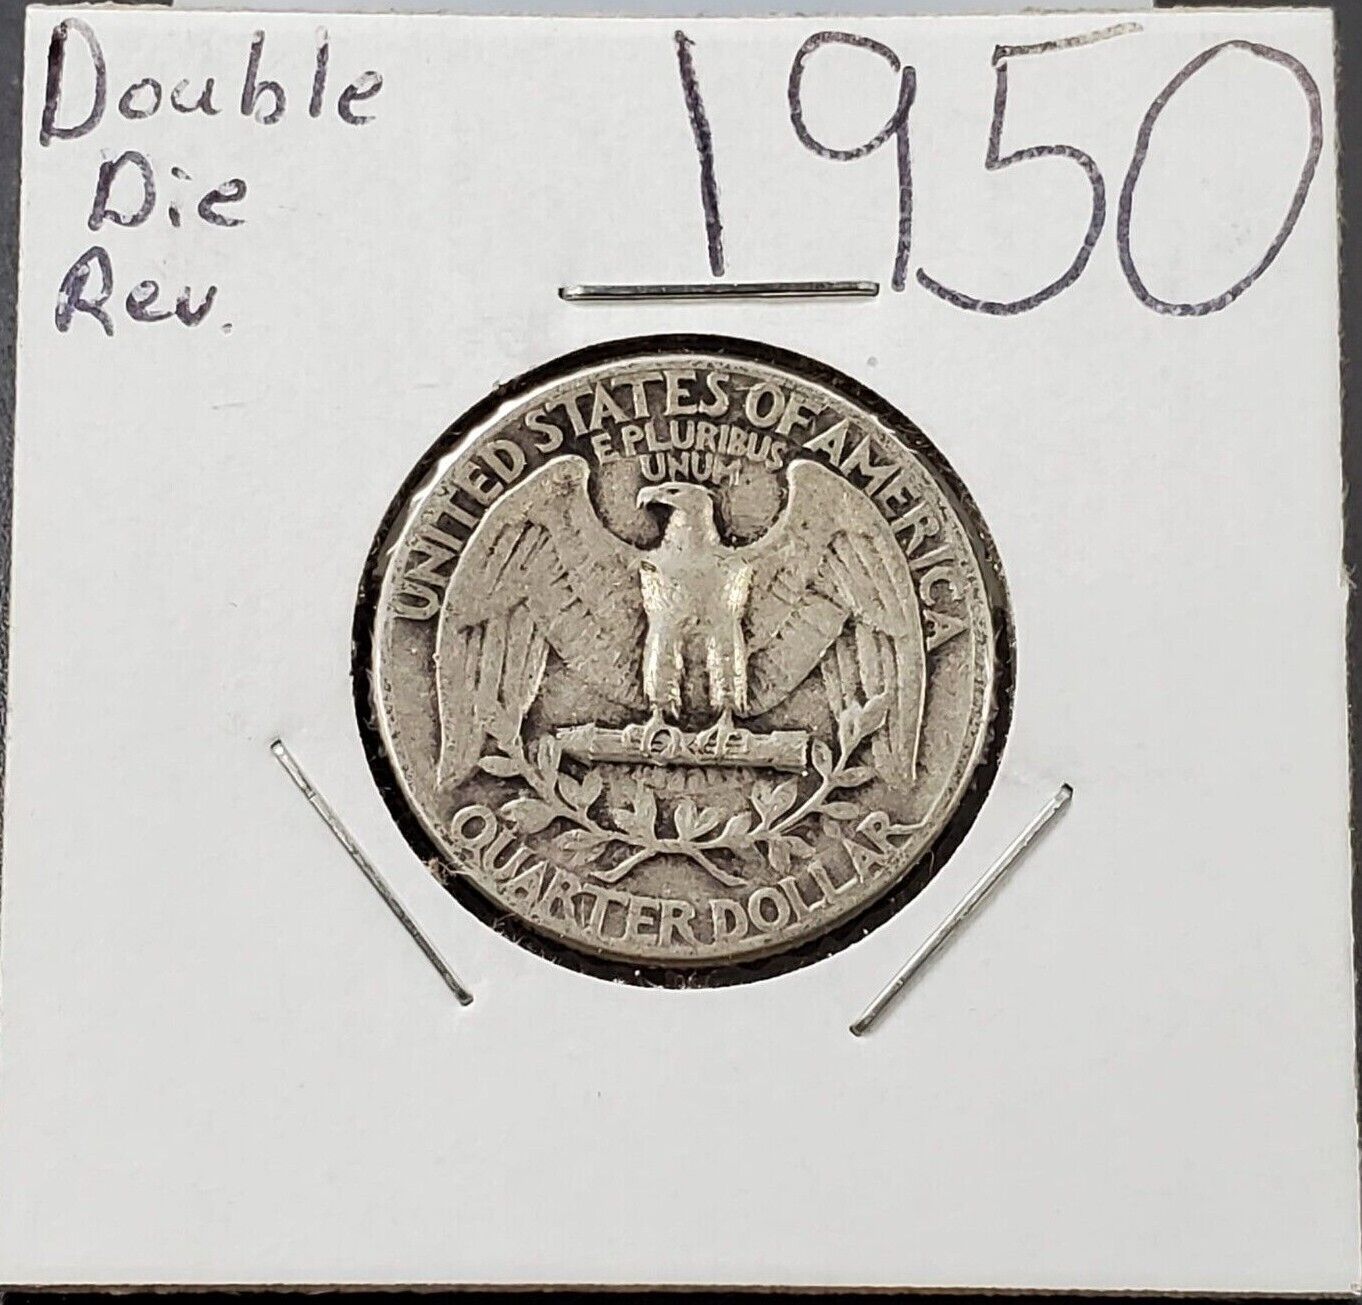 Double
Die
Rev.
1950
UNITED STATES OF AMERICA
E PLURIBUS
UNUM
QUARTER DOLLAR